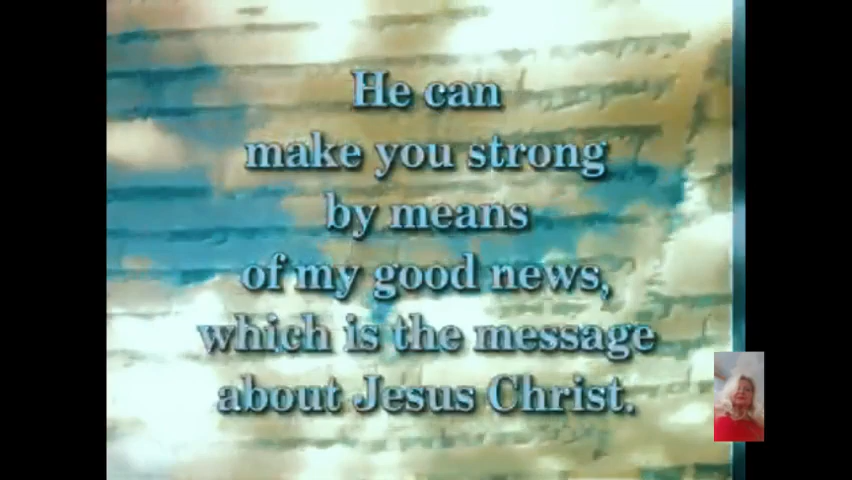 He can
make you strong
by means
of my good news,
which is the message
about Jesus Christ.